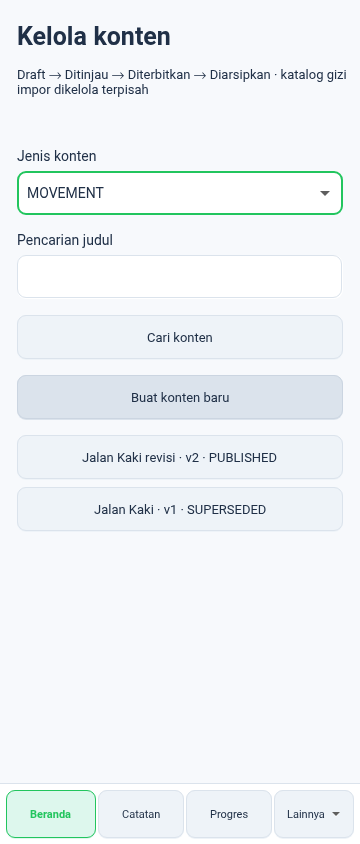 Kelola konten
Draft → Ditinjau → Diterbitkan → Diarsipkan · katalog gizi
impor dikelola terpisah
Jenis konten
MOVEMENT
Pencarian judul
Cari konten
Buat konten baru
Jalan Kaki revisi · v2 · PUBLISHED
Jalan Kaki · v1 · SUPERSEDED
Beranda
Catatan
Progres
Lainnya